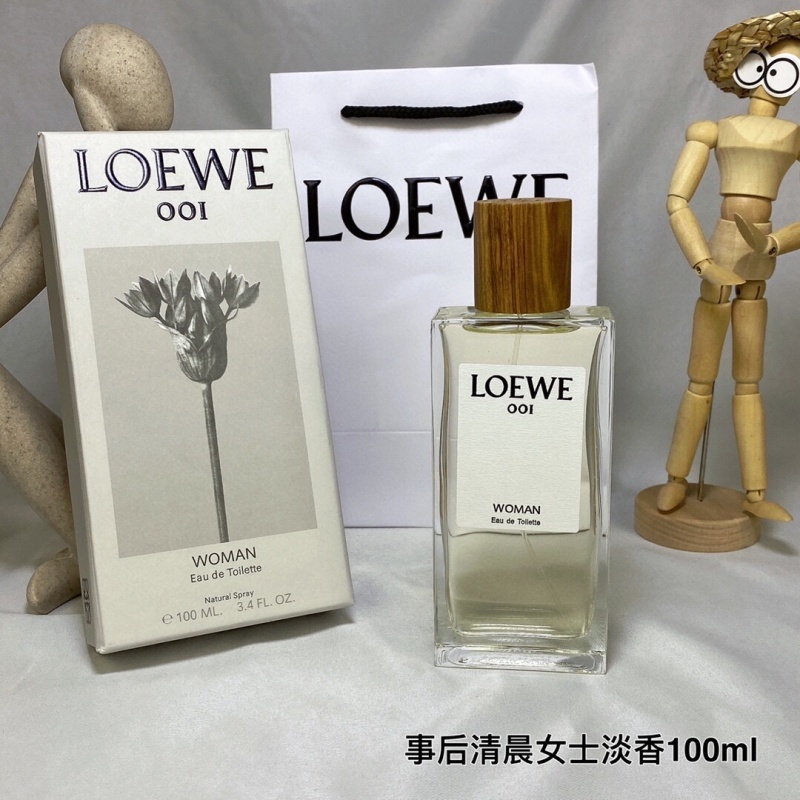 LOEWE
001
WOMAN
Eau de Toilette
Natural Spray
℮ 100 ML. 3.4 FL. OZ.
LOEWE
LOEWE
001
WOMAN
Eau de Toilette
事后清晨女士淡香100ml